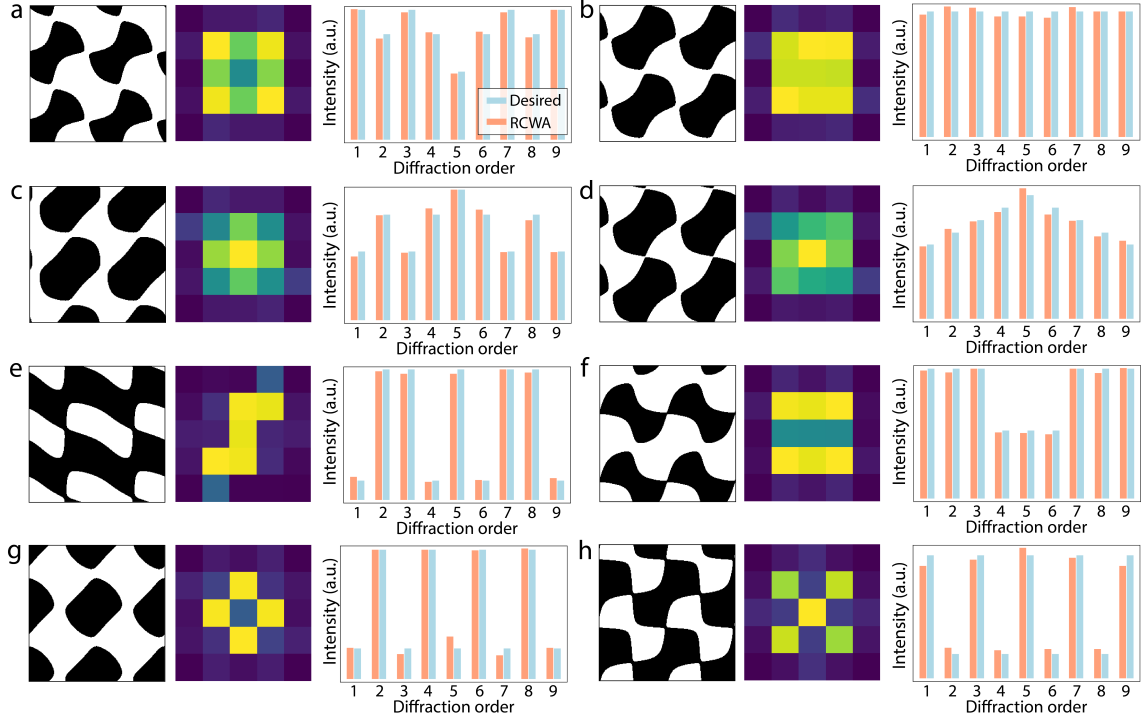 a
Intensity (a.u.)
Desired
RCWA
1 2 3 4 5 6 7 8 9
Diffraction order
b
Intensity (a.u.)
1 2 3 4 5 6 7 8 9
Diffraction order
c
Intensity (a.u.)
1 2 3 4 5 6 7 8 9
Diffraction order
d
Intensity (a.u.)
1 2 3 4 5 6 7 8 9
Diffraction order
e
Intensity (a.u.)
1 2 3 4 5 6 7 8 9
Diffraction order
f
Intensity (a.u.)
1 2 3 4 5 6 7 8 9
Diffraction order
g
Intensity (a.u.)
1 2 3 4 5 6 7 8 9
Diffraction order
h
Intensity (a.u.)
1 2 3 4 5 6 7 8 9
Diffraction order